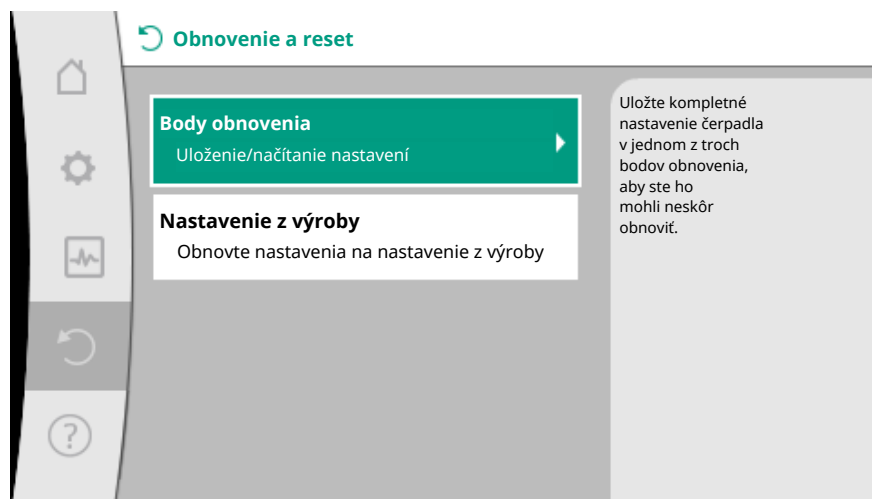 Obnovenie a reset
Body obnovenia
Uloženie/načítanie nastavení
Nastavenie z výroby
Obnovte nastavenia na nastavenie z výroby
Uložte kompletné
nastavenie čerpadla
v jednom z troch
bodov obnovenia,
aby ste ho
mohli neskôr
obnoviť.
?